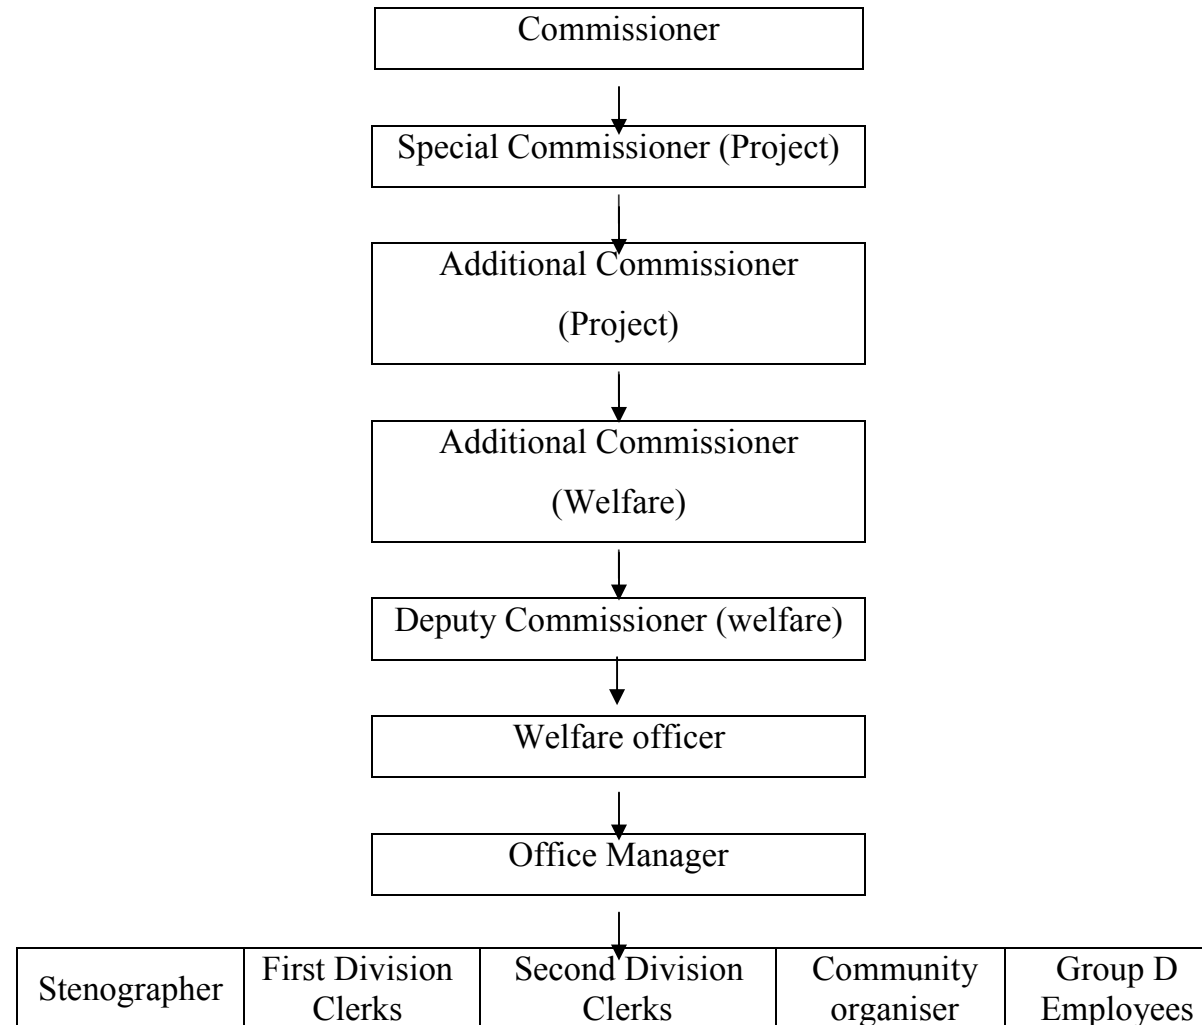 Commissioner
Special Commissioner (Project)
Additional Commissioner
(Project)
Additional Commissioner
(Welfare)
Deputy Commissioner (welfare)
Welfare officer
Office Manager
Stenographer
First Division
Clerks
Second Division
Clerks
Community
organiser
Group D
Employees